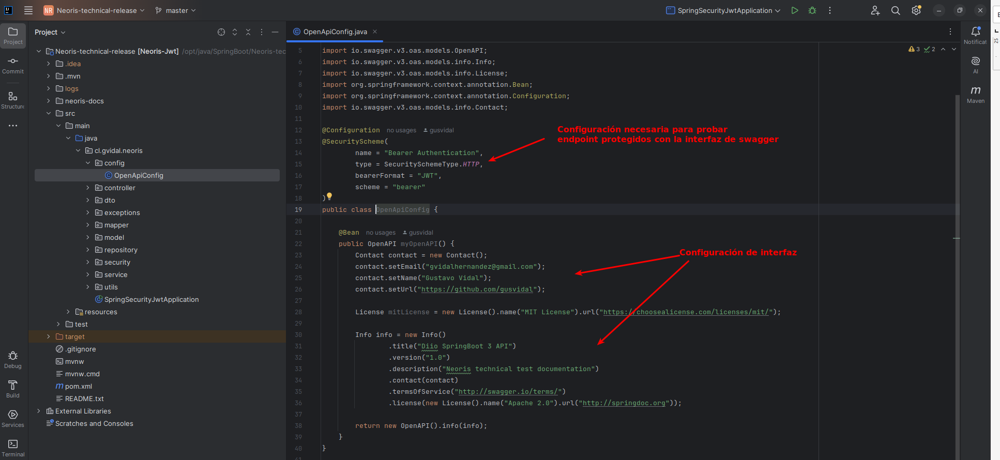 NR Neoris-technical-release master SpringSecurityJwtApplication
Project OpenApiConfig.java
Project
Commit
Structure
Debug
Build
Services
Terminal
Neoris-technical-release [Neoris-Jwt] /opt/java/SpringBoot/Neoris-tec
.idea
.mvn
logs
neoris-docs
src
main
java
cl.gvidal.neoris
config
OpenApiConfig
controller
dto
exceptions
mapper
model
repository
security
service
utils
SpringSecurityJwtApplication
resources
test
target
.gitignore
mvnw
mvnw.cmd
m pom.xml
README.txt
External Libraries
Scratches and Consoles
3 2
5 import io.swagger.v3.oas.models.OpenAPI;
6 import io.swagger.v3.oas.models.info.Info;
7 import io.swagger.v3.oas.models.info.License;
8 import org.springframework.context.annotation.Bean;
9 import org.springframework.context.annotation.Configuration;
10 import io.swagger.v3.oas.models.info.Contact;
11
12 @Configuration no usages gusvidal
13 @SecurityScheme(
14 name = "Bearer Authentication",
15 type = SecuritySchemeType.HTTP,
16 bearerFormat = "JWT",
17 scheme = "bearer"
18 )
19 public class OpenApiConfig {
20
21 @Bean no usages gusvidal
22 public OpenAPI myOpenAPI() {
23 Contact contact = new Contact();
24 contact.setEmail("gvidalhernandez@gmail.com");
25 contact.setName("Gustavo Vidal");
26 contact.setUrl("https://github.com/gusvidal");
27
28 License mitLicense = new License().name("MIT License").url("https://choosealicense.com/licenses/mit/");
29
30 Info info = new Info()
31 .title("Diio SpringBoot 3 API")
32 .version("1.0")
33 .description("Neoris technical test documentation")
34 .contact(contact)
35 .termsOfService("http://swagger.io/terms/")
36 .license(new License().name("Apache 2.0").url("http://springdoc.org"));
37
38 return new OpenAPI().info(info);
39 }
40 }
Configuración necesaria para probar
endpoint protegidos con la interfaz de swagger
Configuración de interfaz
Notificat
AI
m
Maven
25